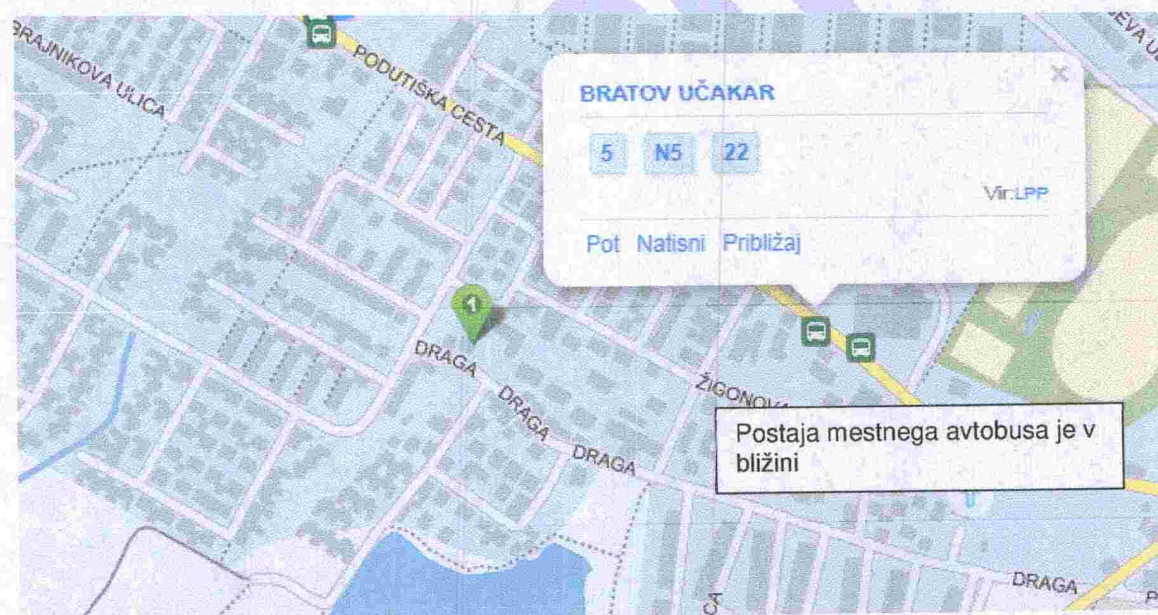 BRAJNIKOVA ULICA
PODUTIŠKA CESTA
BRATOV UČAKAR
5 N5 22
Vir:LPP
Pot Natisni Približaj
1
DRAGA
DRAGA
DRAGA
Postaja mestnega avtobusa je v
bližini
DRAGA